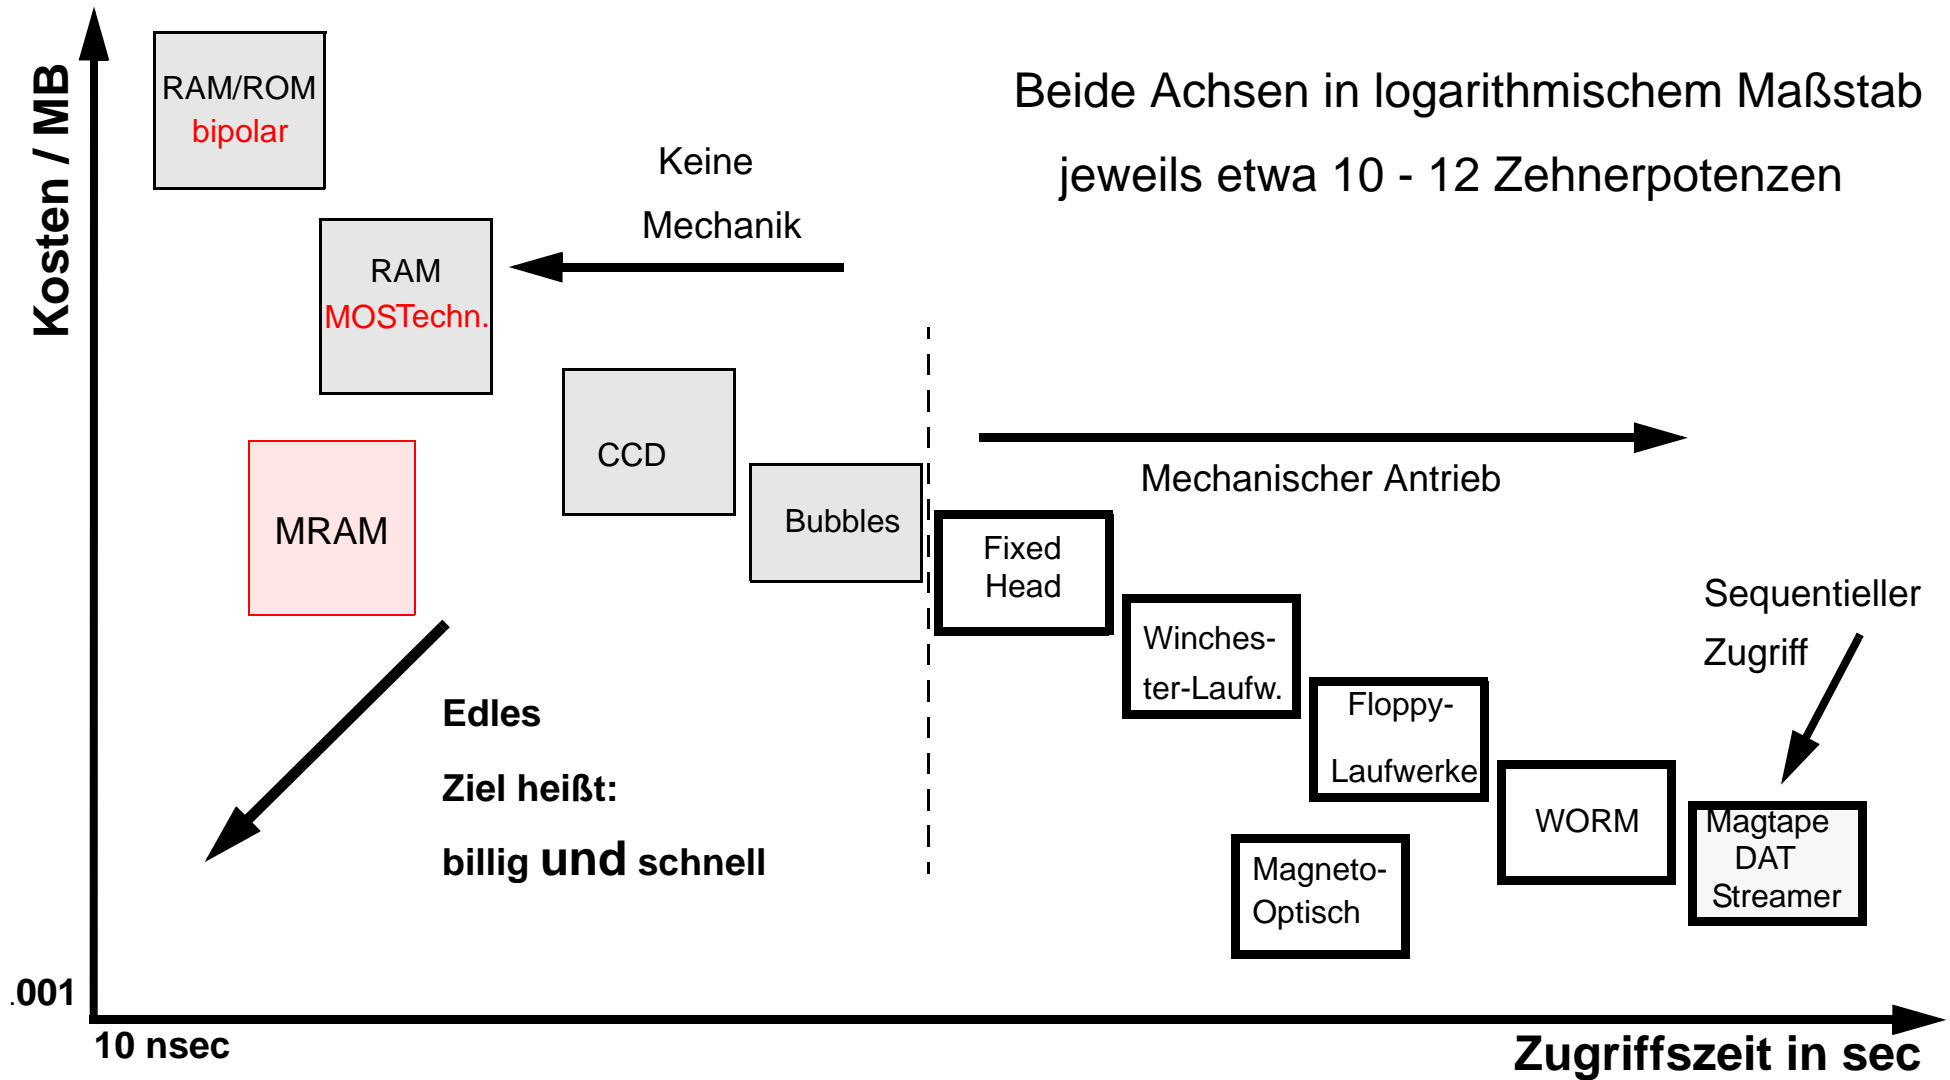 Kosten / MB
RAM/ROM
bipolar
Beide Achsen in logarithmischem Maßstab
jeweils etwa 10 - 12 Zehnerpotenzen
Keine
Mechanik
RAM
MOSTechn.
CCD
Mechanischer Antrieb
MRAM
Bubbles
Fixed
Head
Sequentieller
Zugriff
Winches-
ter-Laufw.
Edles
Ziel heißt:
billig und schnell
Floppy-
Laufwerke
WORM
Magtape
DAT
Streamer
Magneto-
Optisch
.001
10 nsec
Zugriffszeit in sec